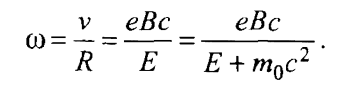 ω = v/R = eBc/E = eBc/(E + m₀c²).